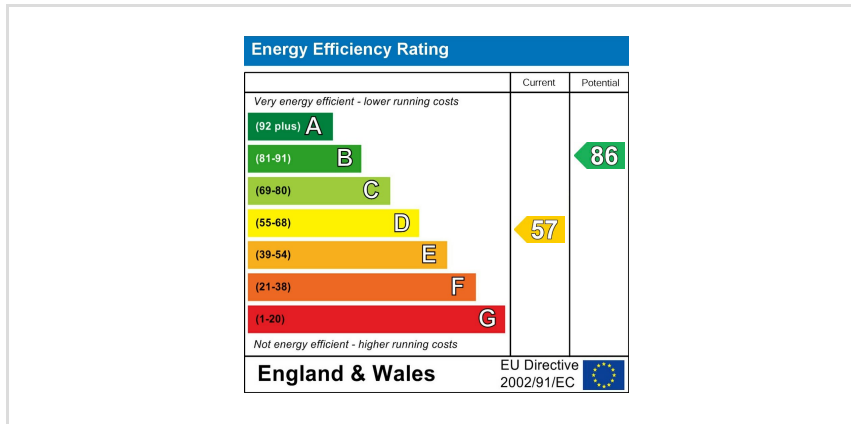 Energy Efficiency Rating
Current Potential
Very energy efficient - lower running costs
(92 plus) A
(81-91) B
86
(69-80) C
(55-68) D
57
(39-54) E
(21-38) F
(1-20) G
Not energy efficient - higher running costs
England & Wales
EU Directive
2002/91/EC